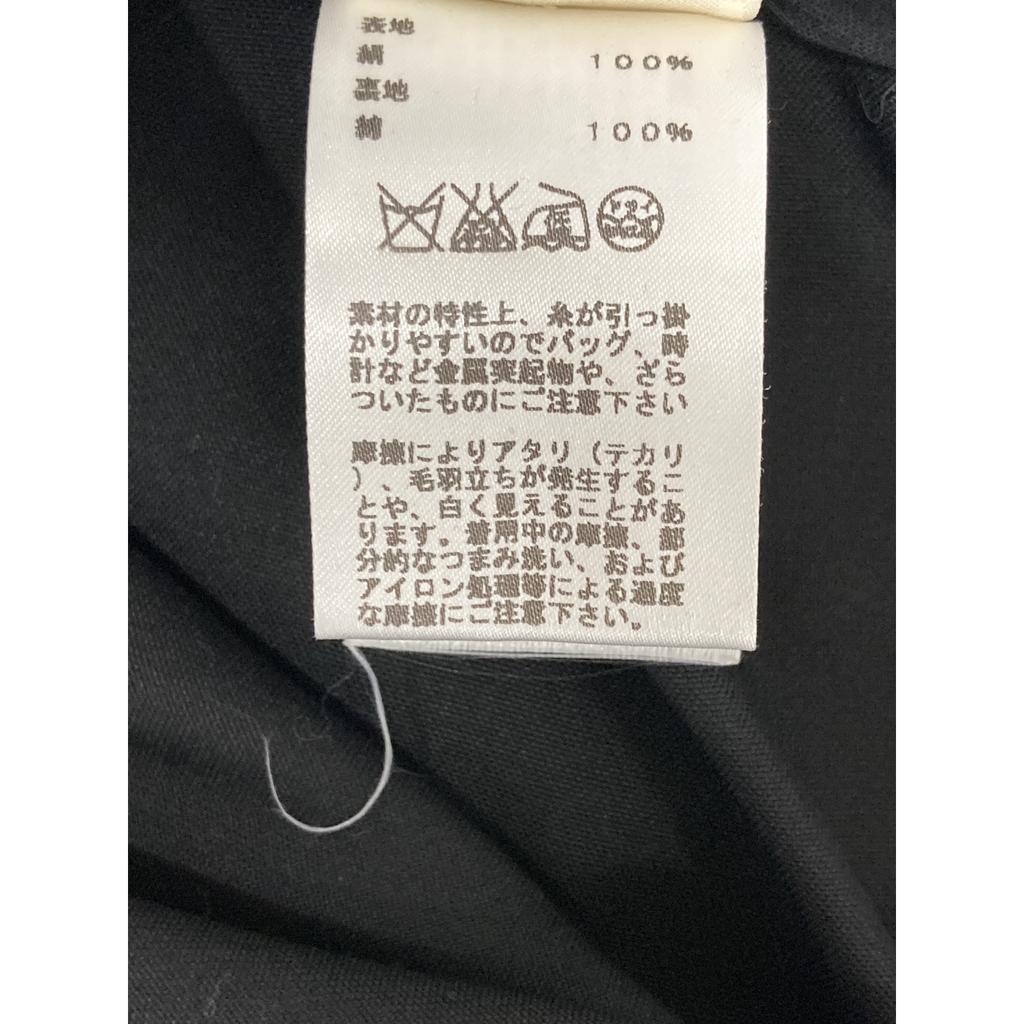 表地
絹 100%
裏地
100%
ドライ
素材の特性上、糸が引っ掛
かりやすいのでバッグ、時
計など金属突起物や、ざら
ついたものにご注意下さい
摩擦によりアタリ（テカリ
）、毛羽立ちが発生するこ
とや、白く見えることがあ
ります。着用中の摩擦、部
分的なつまみ洗い、および
アイロン処理等による過度
な摩擦にご注意下さい。